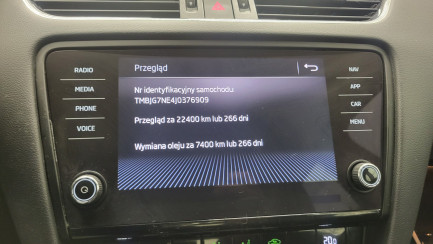 Przegląd
RADIO
MEDIA
PHONE
VOICE
Nr identyfikacyjny samochodu
TMBJG7NE4J0376909
Przegląd za 22400 km lub 266 dni
Wymiana oleju za 7400 km lub 266 dni
NAV
APP
CAR
MENU
20